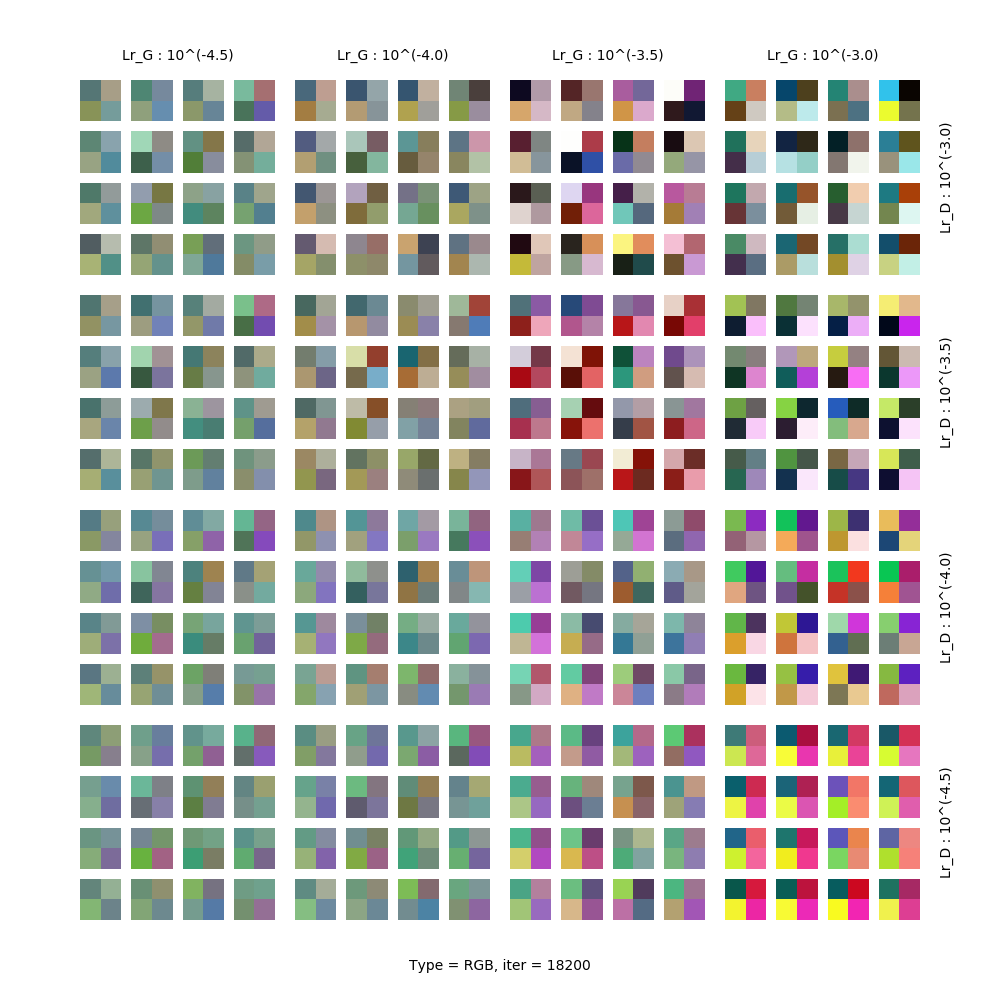 Lr_G : 10^(-4.5)
Lr_G : 10^(-4.0)
Lr_G : 10^(-3.5)
Lr_G : 10^(-3.0)
Lr_D : 10^(-3.0)
Lr_D : 10^(-3.5)
Lr_D : 10^(-4.0)
Lr_D : 10^(-4.5)
Type = RGB, iter = 18200